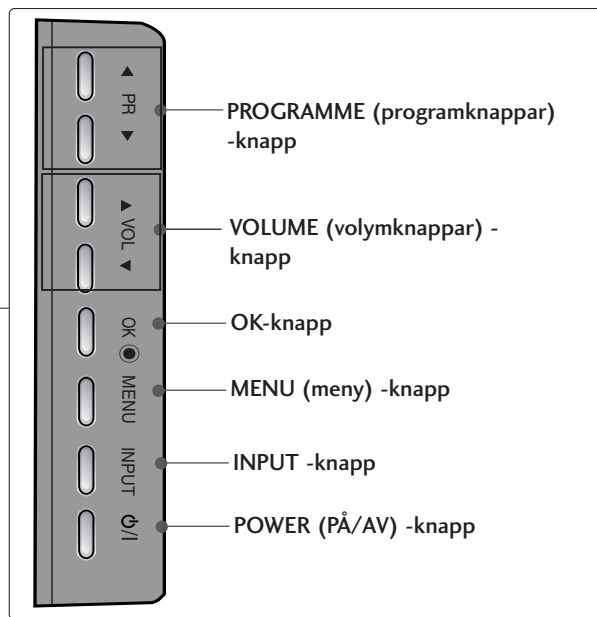 ▲ PR ▼
PROGRAMME (programknappar)
-knapp
▲ VOL ▼
VOLUME (volymknappar) -
knapp
OK ◉
OK-knapp
MENU
MENU (meny) -knapp
INPUT
INPUT -knapp
⏻/I
POWER (PÅ/AV) -knapp